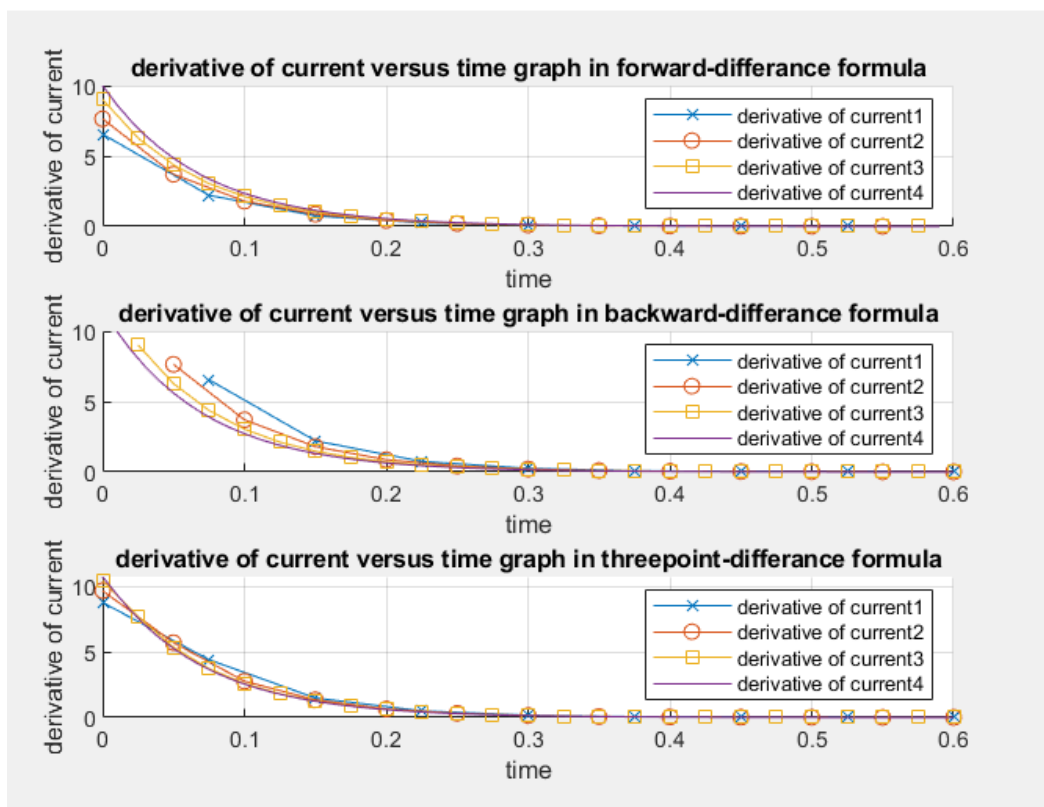 derivative of current versus time graph in forward-differance formula
derivative of current
10
5
0
derivative of current1
derivative of current2
derivative of current3
derivative of current4
0 0.1 0.2 0.3 0.4 0.5 0.6
time
derivative of current versus time graph in backward-differance formula
derivative of current
10
5
0
derivative of current1
derivative of current2
derivative of current3
derivative of current4
0 0.1 0.2 0.3 0.4 0.5 0.6
time
derivative of current versus time graph in threepoint-differance formula
derivative of current
10
5
0
derivative of current1
derivative of current2
derivative of current3
derivative of current4
0 0.1 0.2 0.3 0.4 0.5 0.6
time